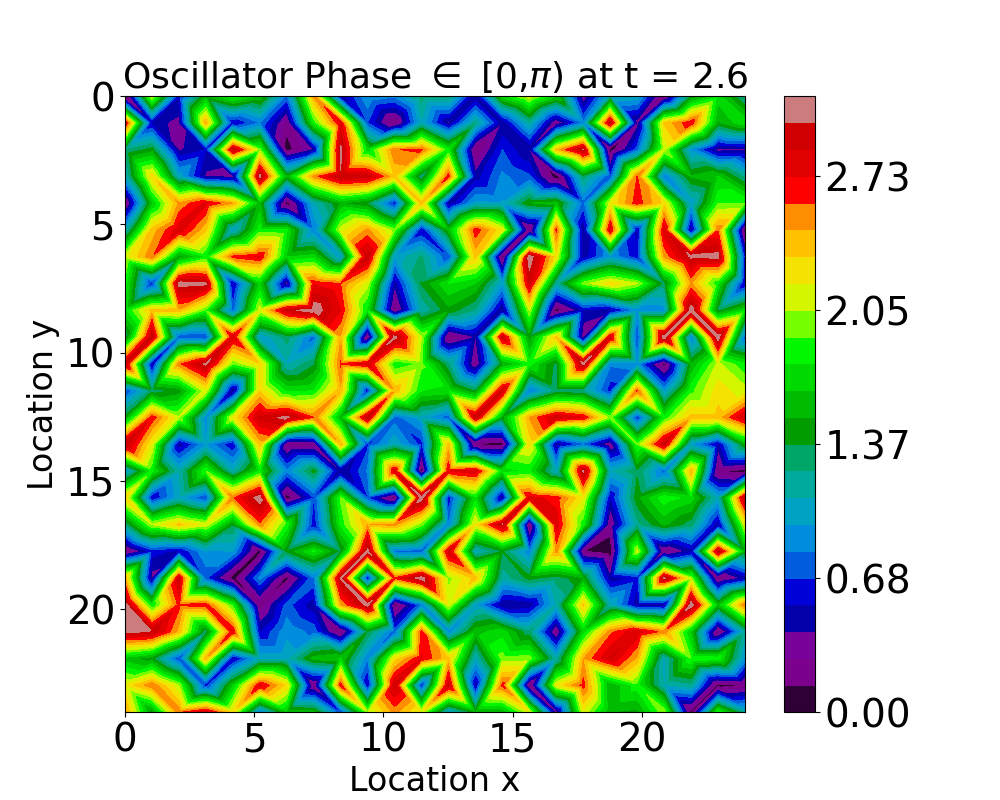 Oscillator Phase ∈ [0,π) at t = 2.6
0
5
10
15
20
Location y
0 5 10 15 20
Location x
2.73
2.05
1.37
0.68
0.00